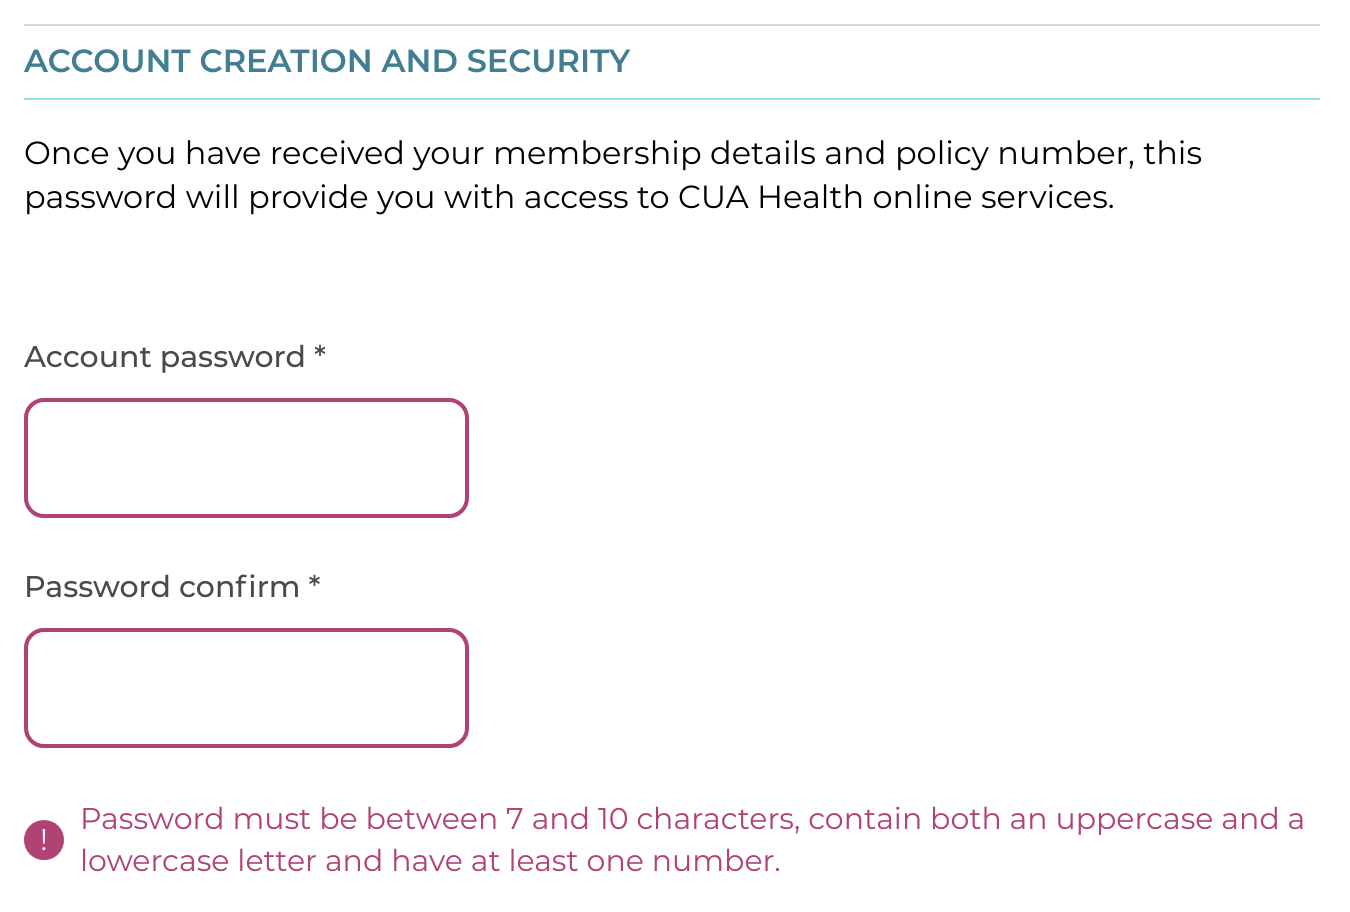 ACCOUNT CREATION AND SECURITY
Once you have received your membership details and policy number, this
password will provide you with access to CUA Health online services.
Account password *
Password confirm *
! Password must be between 7 and 10 characters, contain both an uppercase and a
lowercase letter and have at least one number.